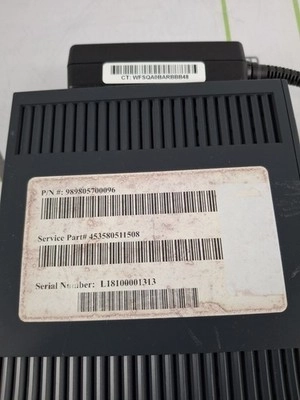 CT: WFSQA0BARBBB48
P/N #: 989805700096
Service Part# 453580511508
Serial Number: L18100001313